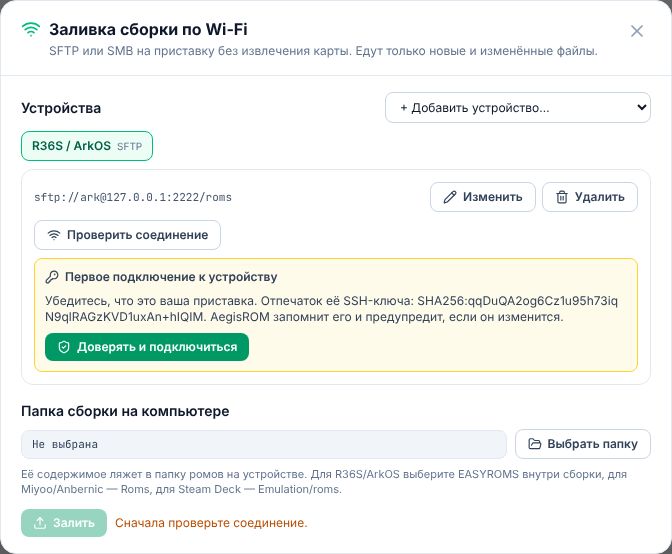 Заливка сборки по Wi-Fi
SFTP или SMB на приставку без извлечения карты. Едут только новые и изменённые файлы.
Устройства
+ Добавить устройство...
R36S / ArkOS SFTP
sftp://ark@127.0.0.1:2222/roms
Изменить
Удалить
Проверить соединение
Первое подключение к устройству
Убедитесь, что это ваша приставка. Отпечаток её SSH-ключа: SHA256:qqDuQA2og6Cz1u95h73iq
N9qlRAGzKVD1uxAn+hlQIM. AegisROM запомнит его и предупредит, если он изменится.
Доверять и подключиться
Папка сборки на компьютере
Не выбрана
Выбрать папку
Её содержимое ляжет в папку ромов на устройстве. Для R36S/ArkOS выберите EASYROMS внутри сборки, для
Miyoo/Anbernic — Roms, для Steam Deck — Emulation/roms.
Залить
Сначала проверьте соединение.